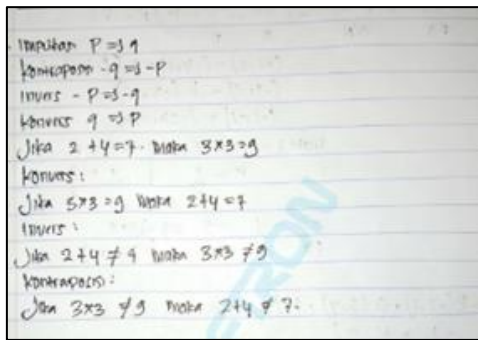 Implikasi P => q
Kontraposisi -q => -P
Invers - P => -q
Konvers q => P
Jika 2 + 4 = 7. maka 3 x 3 = 9
Konvers :
Jika 3 x 3 = 9 maka 2 + 4 = 7
Invers :
Jika 2 + 4 ≠ 7 maka 3 x 3 ≠ 9
Kontraposisi :
Jika 3 x 3 ≠ 9 maka 2 + 4 ≠ 7.